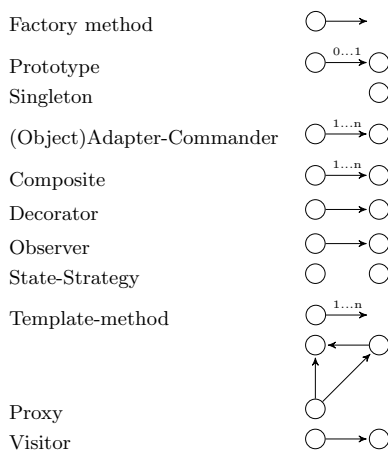 Factory method
Prototype 0...1
Singleton
(Object)Adapter-Commander 1...n
Composite 1...n
Decorator
Observer
State-Strategy
Template-method 1...n
Proxy
Visitor